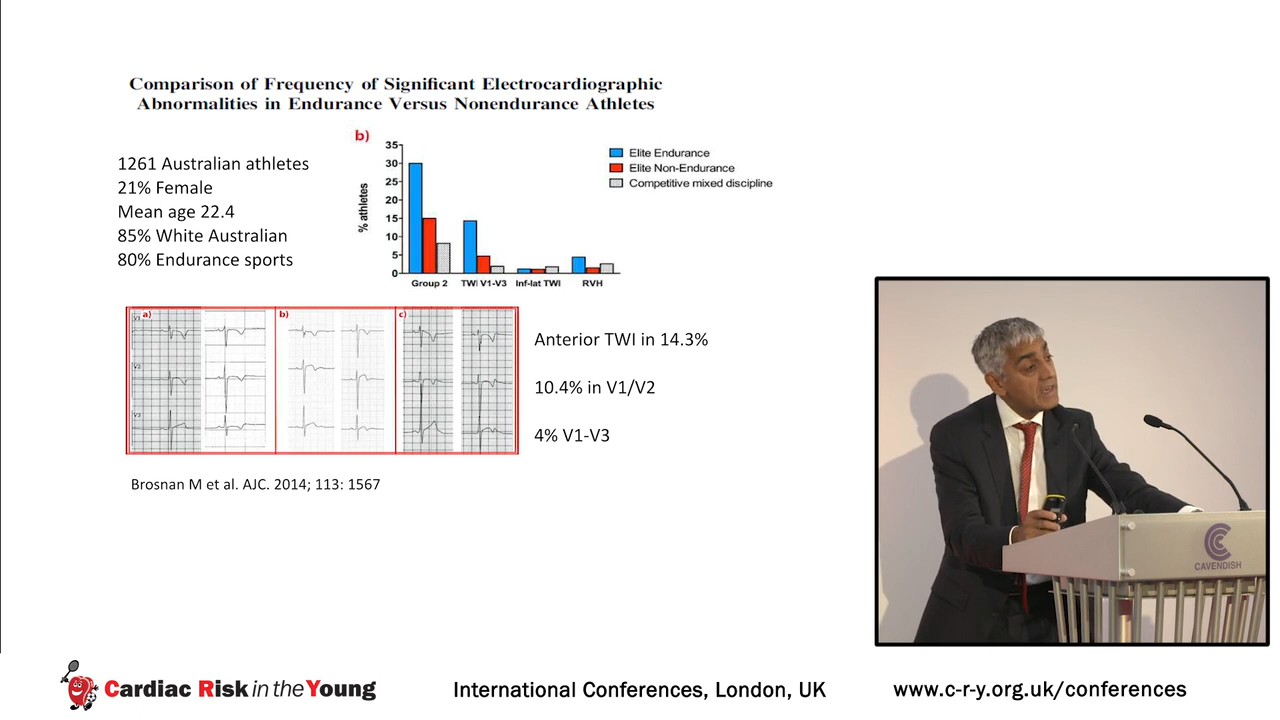 Comparison of Frequency of Significant Electrocardiographic
Abnormalities in Endurance Versus Nonendurance Athletes
1261 Australian athletes
21% Female
Mean age 22.4
85% White Australian
80% Endurance sports
b)
% athletes
35
30
25
20
15
10
5
0
Group 2 TWI V1-V3 Inf-lat TWI RVH
Elite Endurance
Elite Non-Endurance
Competitive mixed discipline
a)
V1
V2
V3
b)
c)
Anterior TWI in 14.3%
10.4% in V1/V2
4% V1-V3
Brosnan M et al. AJC. 2014; 113: 1567
CAVENDISH
Cardiac Risk in the Young
International Conferences, London, UK
www.c-r-y.org.uk/conferences